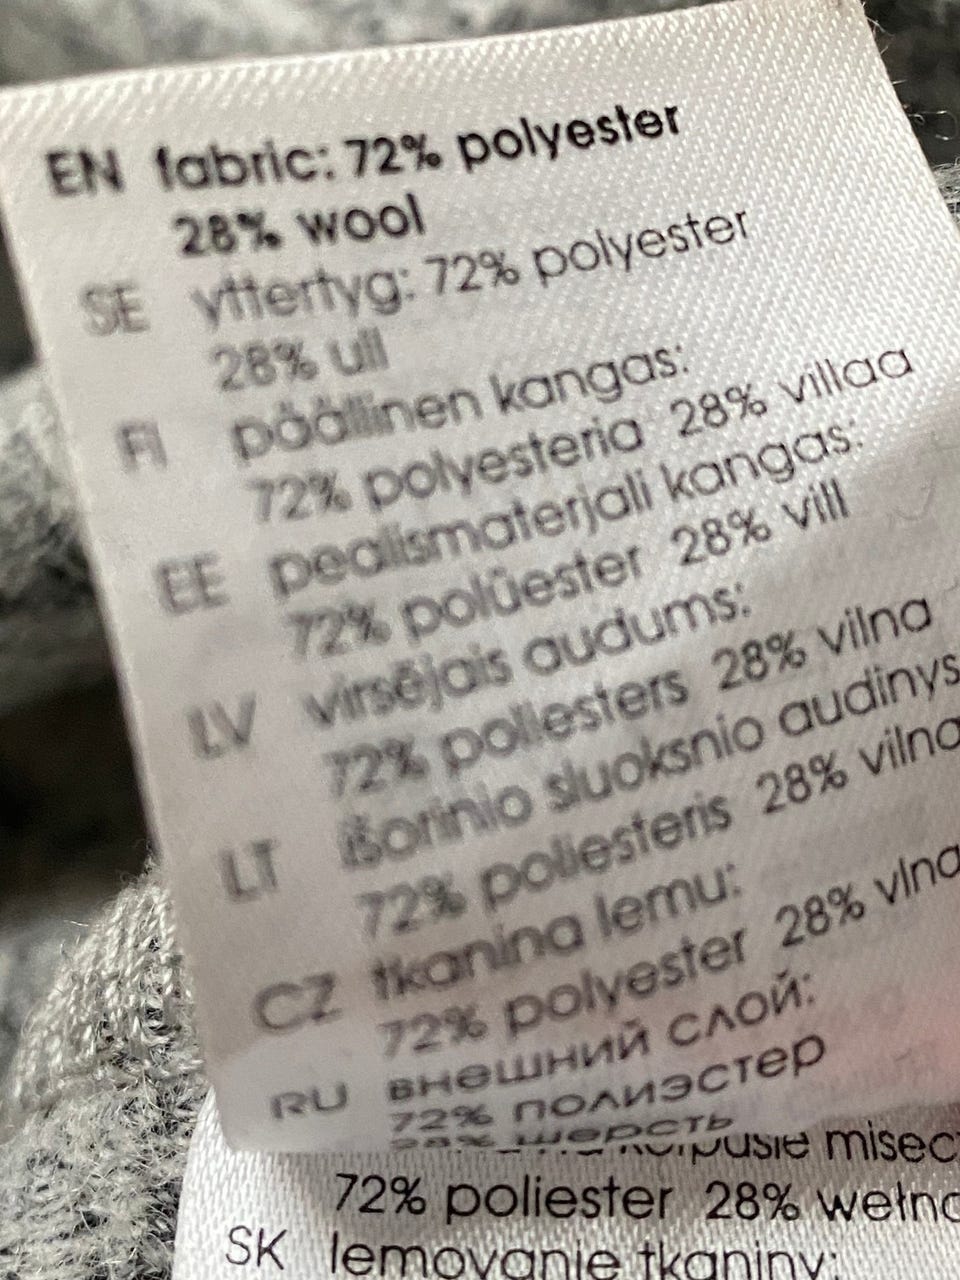 EN fabric: 72% polyester
28% wool
SE yttertyg: 72% polyester
28% ull
FI päällinen kangas:
72% polyesteria 28% villaa
EE pealismaterjali kangas:
72% polüester 28% vill
LV virsējais audums:
72% poliesters 28% vilna
LT išorinio sluoksnio audinys
72% poliesteris 28% vilna
CZ tkanina lemu:
72% polyester 28% vlna
RU внешний слой:
72% полиэстер
28% шерсть
korpusie
72% poliester 28% wełna
SK lemovanie tkaniny: